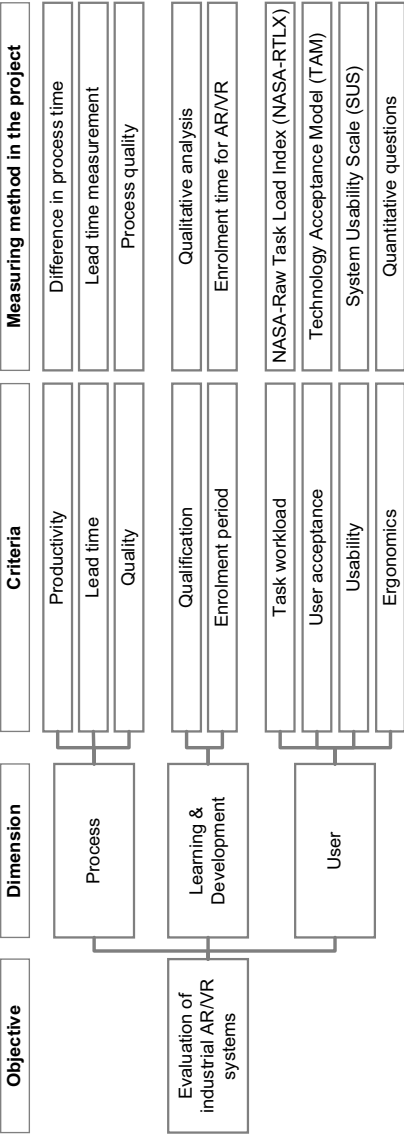 Objective
Dimension
Criteria
Measuring method in the project
Evaluation of
industrial AR/VR
systems
Process
Productivity
Difference in process time
Lead time
Lead time measurement
Quality
Process quality
Learning &
Development
Qualification
Qualitative analysis
Enrolment period
Enrolment time for AR/VR
User
Task workload
NASA-Raw Task Load Index (NASA-RTLX)
User acceptance
Technology Acceptance Model (TAM)
Usability
System Usability Scale (SUS)
Ergonomics
Quantitative questions